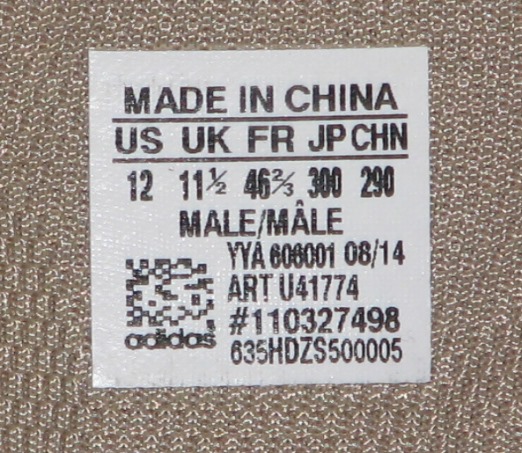 MADE IN CHINA
US UK FR JP CHN
12 11½ 46⅔ 300 290
MALE/MÂLE
YYA 606001 08/14
ART U41774
#110327498
adidas
635HDZS500005